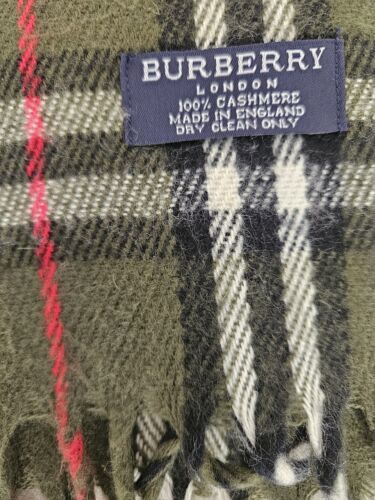 BURBERRY
LONDON
100% CASHMERE
MADE IN ENGLAND
DRY CLEAN ONLY